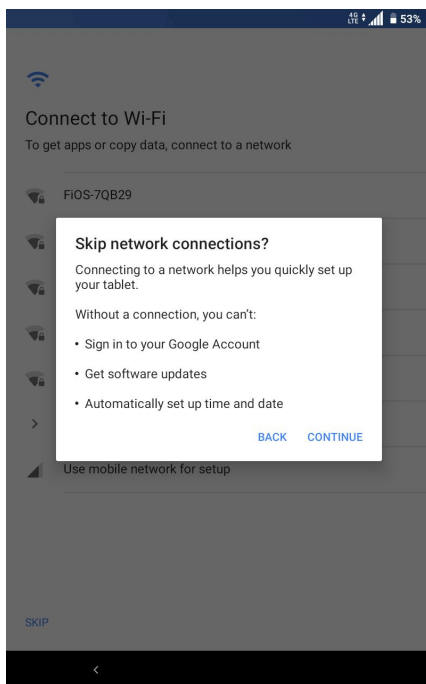 4G
LTE
53%
Connect to Wi-Fi
To get apps or copy data, connect to a network
FiOS-7QB29
Skip network connections?
Connecting to a network helps you quickly set up
your tablet.
Without a connection, you can't:
• Sign in to your Google Account
• Get software updates
• Automatically set up time and date
BACK CONTINUE
Use mobile network for setup
SKIP